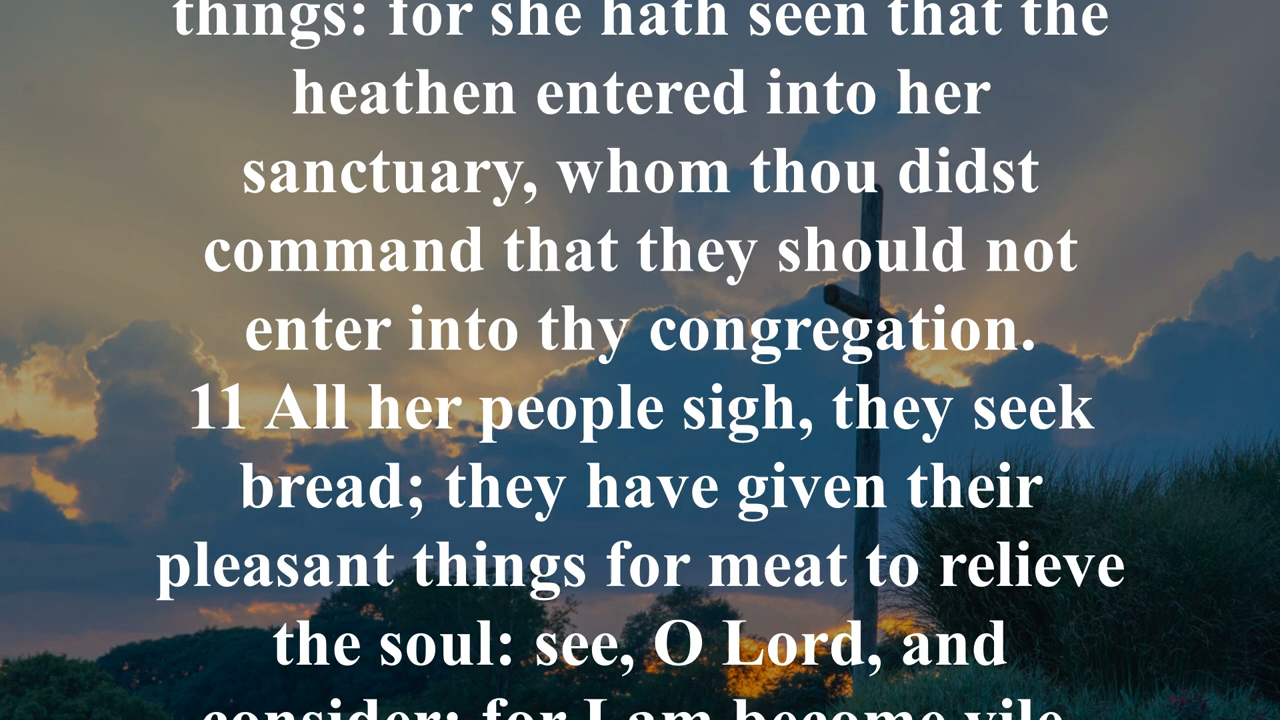 things: for she hath seen that the
heathen entered into her
sanctuary, whom thou didst
command that they should not
enter into thy congregation.
11 All her people sigh, they seek
bread; they have given their
pleasant things for meat to relieve
the soul: see, O Lord, and
consider; for I am become vile.